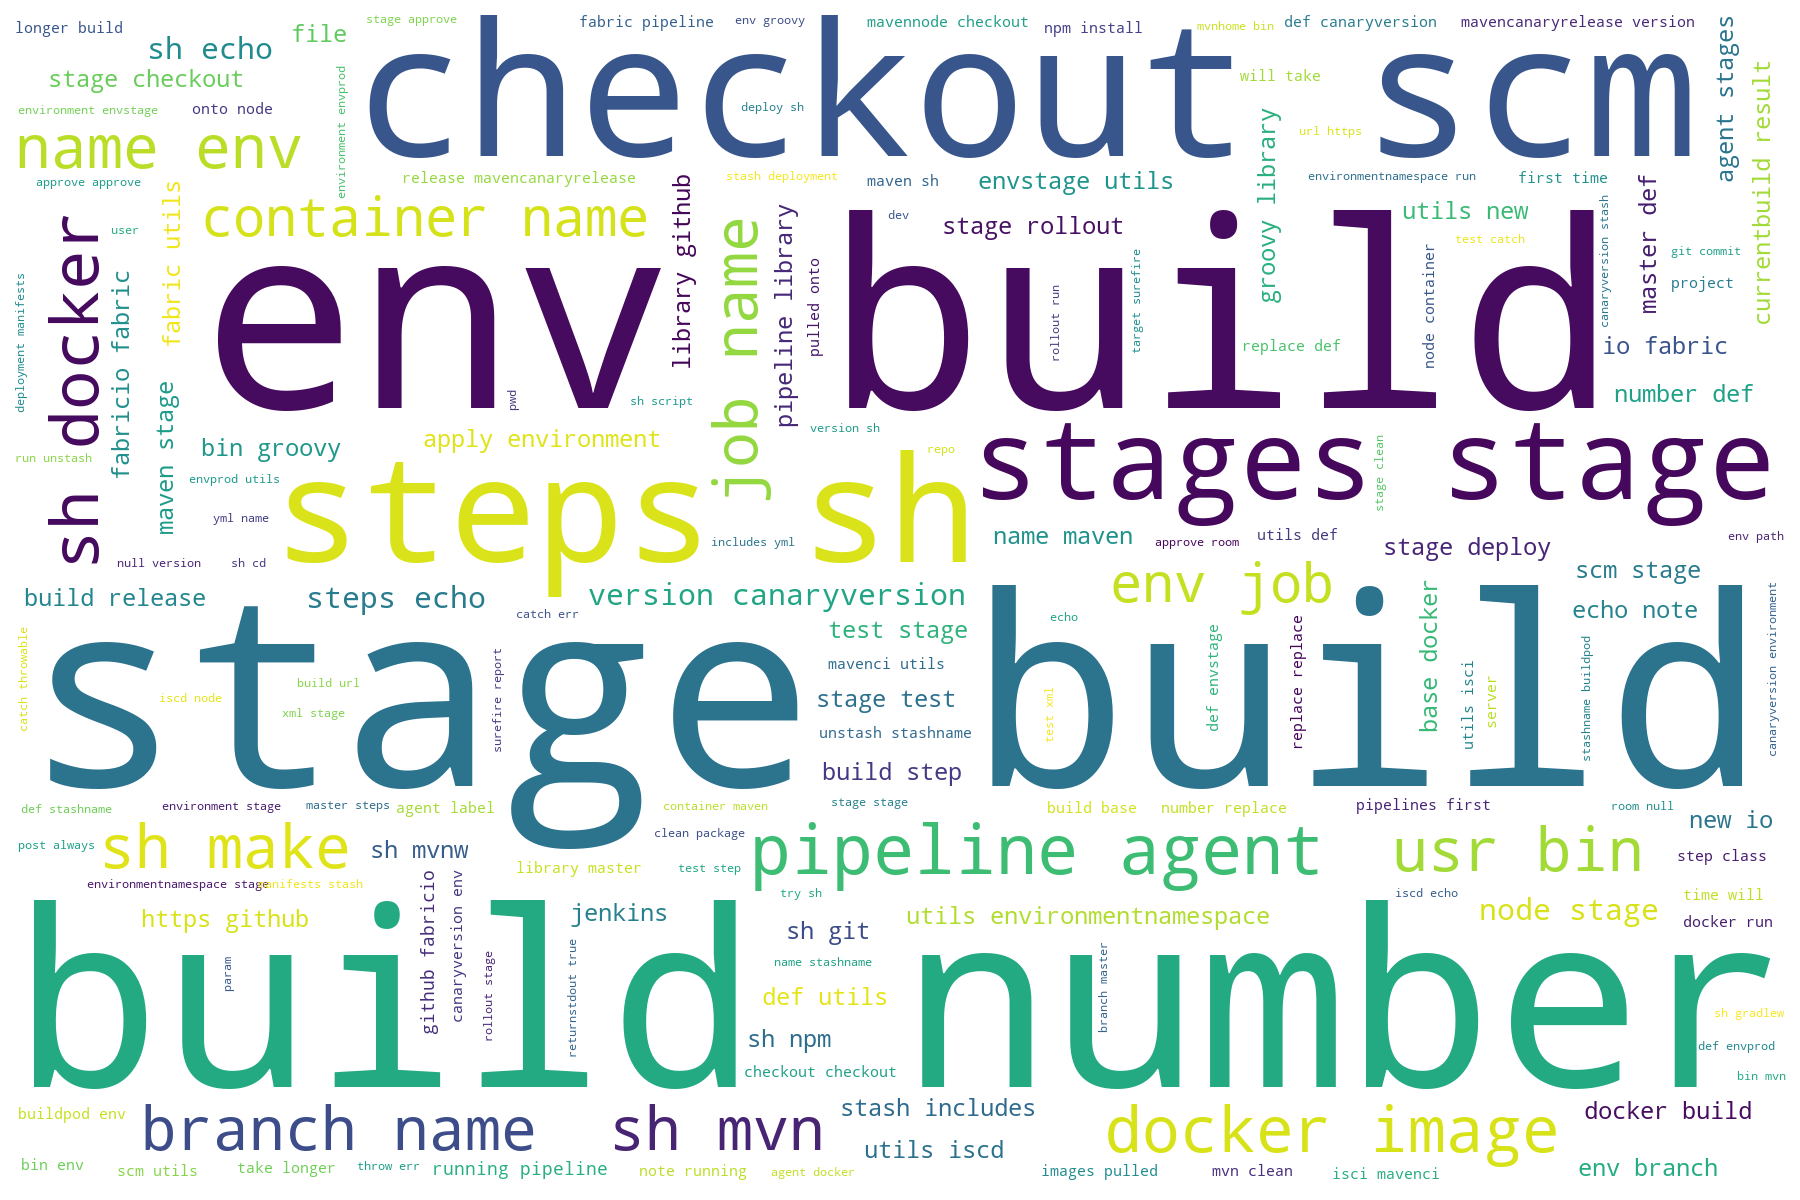 longer build
sh echo
file
stage approve
fabric pipeline
env groovy
mavennode checkout
npm install
mvnhome bin
def canaryversion
mavencanaryrelease version
agent stages
currentbuild result
stage checkout
checkout scm
will take
environment envstage
onto node
deploy sh
environment envprod
groovy library
url https
name env
approve approve
fabric utils
release mavencanaryrelease
library github
stash deployment
maven sh
envstage utils
environmentnamespace run
first time
master def
container name
job name
pipeline library
dev
stage rollout
utils new
canaryversion stash
sh docker
user
test catch
git commit
env build
pulled onto
target surefire
node container
project
deployment manifests
fabricio fabric
rollout run
replace def
io fabric
maven stage
pwd
sh script
number def
bin groovy
apply environment
version sh
stages stage
run unstash
envprod utils
steps sh
repo
stage clean
yml name
includes yml
name maven
approve room
utils def
stage deploy
env path
null version
sh cd
env job
scm stage
build release
steps echo
version canaryversion
base docker
echo note
canaryversion environment
stage build
catch err
test stage
echo
def envstage
replace replace
catch throwable
surefire report
mavenci utils
utils isci
stashname buildpod
iscd node
build url
stage test
test xml
server
xml stage
unstash stashname
build step
def stashname
environment stage
master steps
agent label
container maven
stage stage
build base
number replace
pipelines first
room null
sh make
post always
sh mvnw
clean package
pipeline agent
usr bin
new io
library master
test step
step class
environmentnamespace stage
manifests stash
try sh
iscd echo
time will
https github
github fabricio
canaryversion env
jenkins
sh git
utils environmentnamespace
node stage
docker run
build number
param
rollout stage
returnstdout true
name stashname
branch master
def utils
sh gradlew
sh npm
def envprod
checkout checkout
bin mvn
buildpod env
branch name
sh mvn
stash includes
docker image
docker build
utils iscd
bin env
scm utils
take longer
throw err
running pipeline
note running
agent docker
images pulled
mvn clean
isci mavenci
env branch